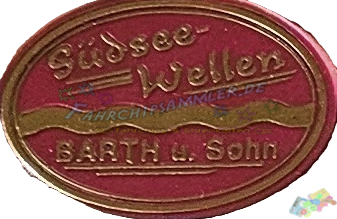 Südsee-
Wellen
FAHRCHIPSAMMLER.DE
BARTH u. Sohn